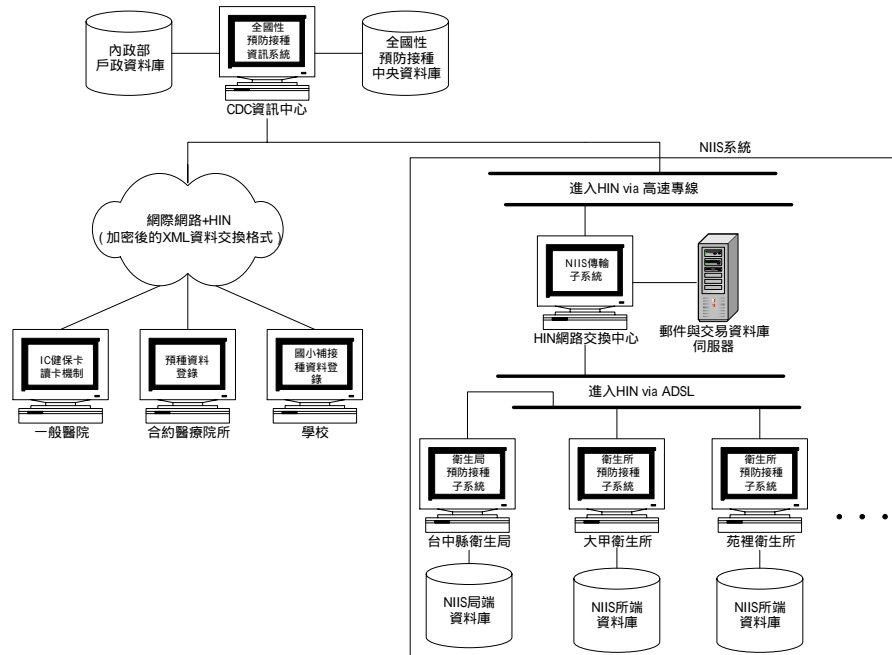 內政部
戶政資料庫
全國性
預防接種
資訊系統
全國性
預防接種
中央資料庫
CDC資訊中心
NIIS系統
進入HIN via 高速專線
網際網路+HIN
(加密後的XML資料交換格式)
NIIS傳輸
子系統
HIN網路交換中心
郵件與交易資料庫
伺服器
IC健保卡
讀卡機制
一般醫院
預種資料
登錄
合約醫療院所
國小補接
種資料登
錄
學校
進入HIN via ADSL
衛生局
預防接種
子系統
台中縣衛生局
衛生所
預防接種
子系統
大甲衛生所
衛生所
預防接種
子系統
苑裡衛生所
. . .
NIIS局端
資料庫
NIIS所端
資料庫
NIIS所端
資料庫